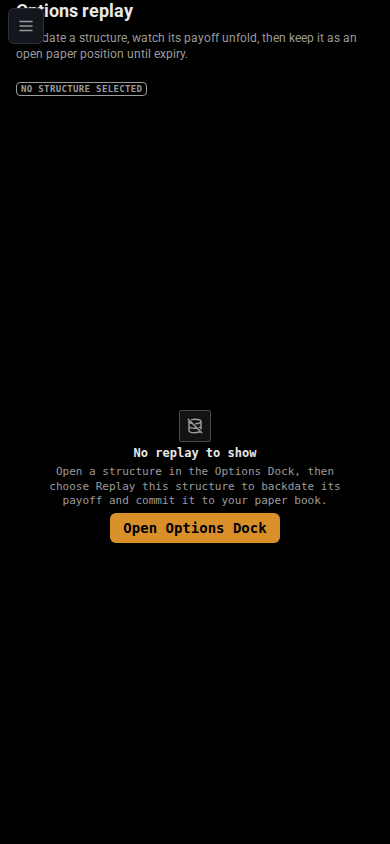 Options replay
date a structure, watch its payoff unfold, then keep it as an
open paper position until expiry.
NO STRUCTURE SELECTED
No replay to show
Open a structure in the Options Dock, then
choose Replay this structure to backdate its
payoff and commit it to your paper book.
Open Options Dock